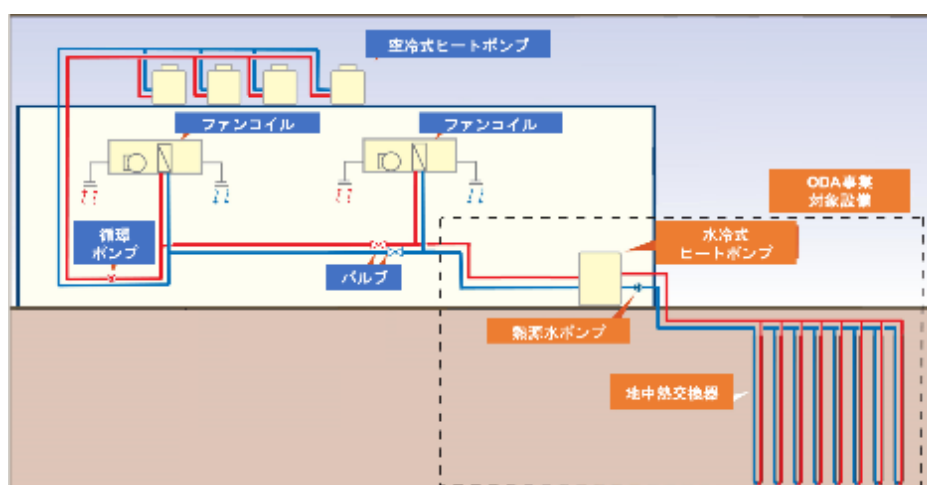 空冷式ヒートポンプ
ファンコイル
ファンコイル
ODA事業
対象設備
循環
ポンプ
水冷式
ヒートポンプ
バルブ
熱源水ポンプ
地中熱交換器